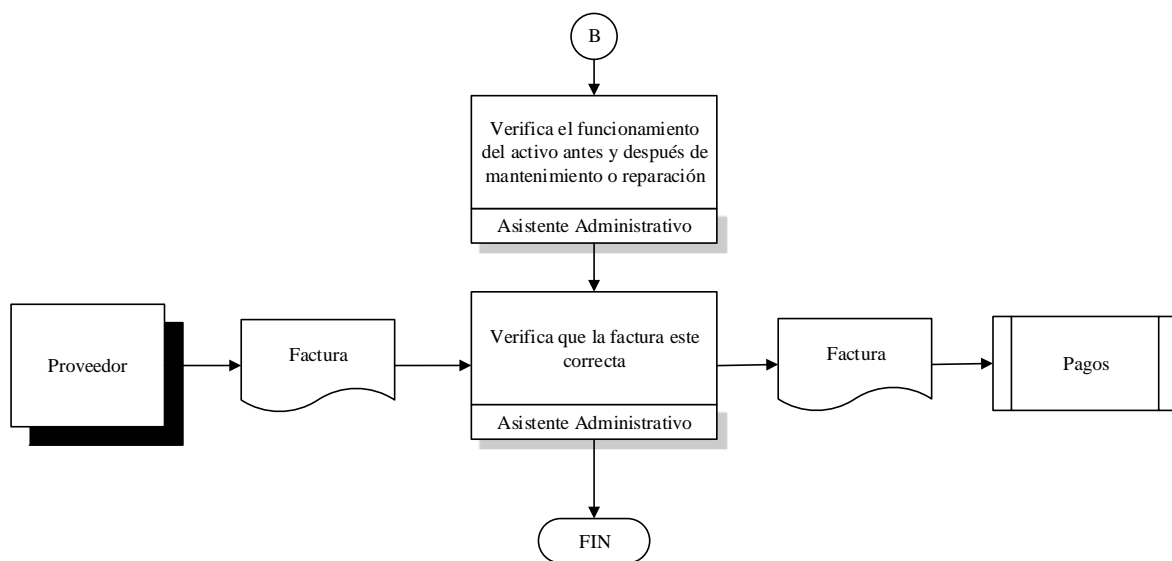 B
Verifica el funcionamiento
del activo antes y después de
mantenimiento o reparación
Asistente Administrativo
Proveedor
Factura
Verifica que la factura este
correcta
Asistente Administrativo
Factura
Pagos
FIN